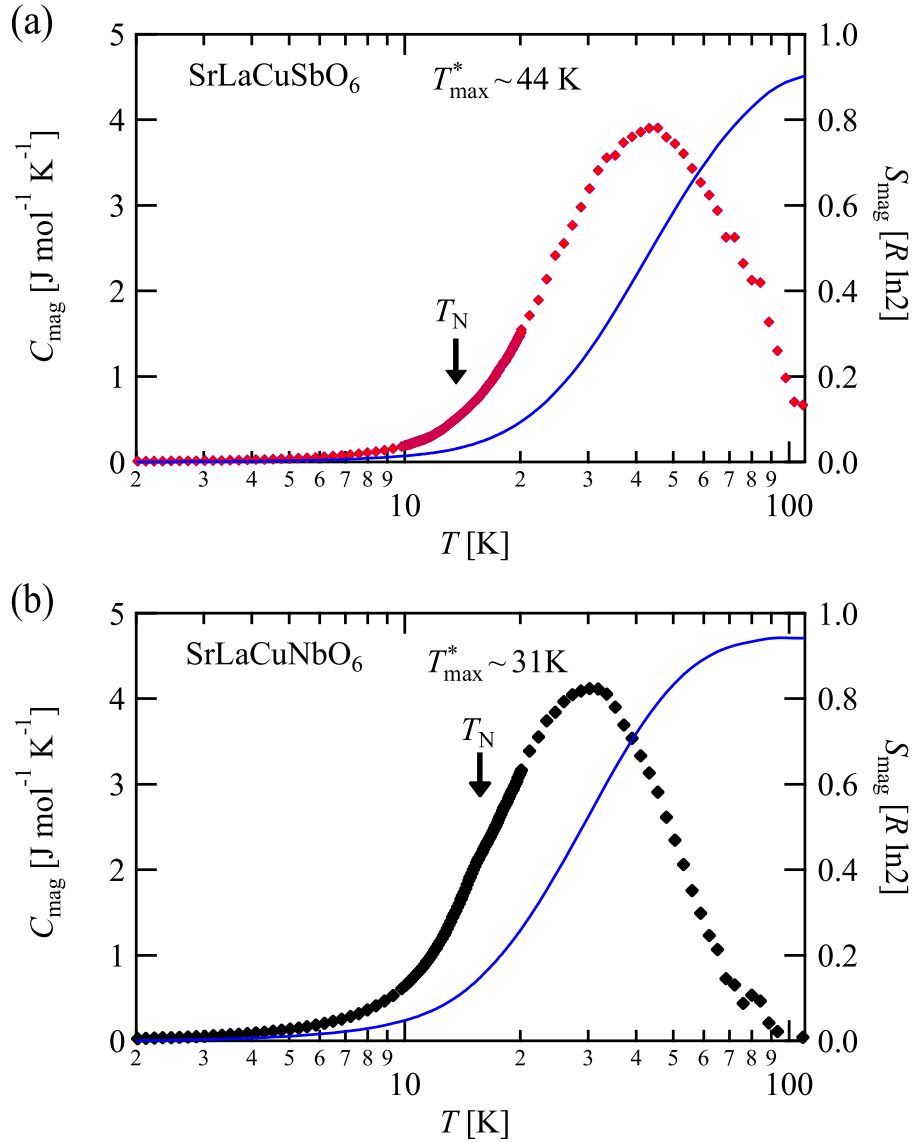 (a)
SrLaCuSbO₆
T*max ~ 44 K
TN
5
4
3
2
1
0
Cmag [J mol⁻¹ K⁻¹]
1.0
0.8
0.6
0.4
0.2
0.0
Smag [R ln2]
2 3 4 5 6 7 8 9 10 2 3 4 5 6 7 8 9 100
T [K]
(b)
SrLaCuNbO₆
T*max ~ 31K
TN
5
4
3
2
1
0
Cmag [J mol⁻¹ K⁻¹]
1.0
0.8
0.6
0.4
0.2
0.0
Smag [R ln2]
2 3 4 5 6 7 8 9 10 2 3 4 5 6 7 8 9 100
T [K]